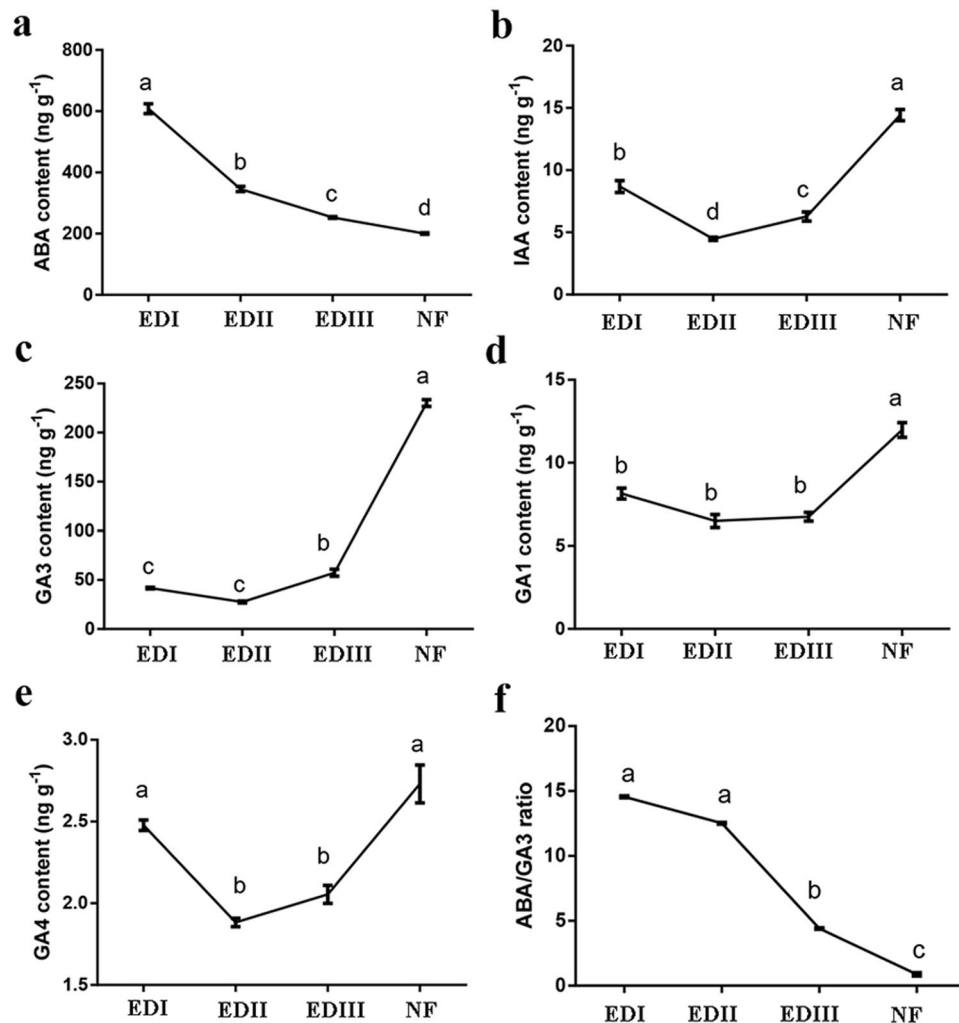 a
ABA content (ng g⁻¹)
800
600
400
200
0
a
b
c
d
EDI EDII EDIII NF
b
IAA content (ng g⁻¹)
20
15
10
5
0
b
d
c
a
EDI EDII EDIII NF
c
GA3 content (ng g⁻¹)
250
200
150
100
50
0
c
c
b
a
EDI EDII EDIII NF
d
GA1 content (ng g⁻¹)
15
10
5
0
b
b
b
a
EDI EDII EDIII NF
e
GA4 content (ng g⁻¹)
3.0
2.5
2.0
1.5
a
b
b
a
EDI EDII EDIII NF
f
ABA/GA3 ratio
20
15
10
5
0
a
a
b
c
EDI EDII EDIII NF